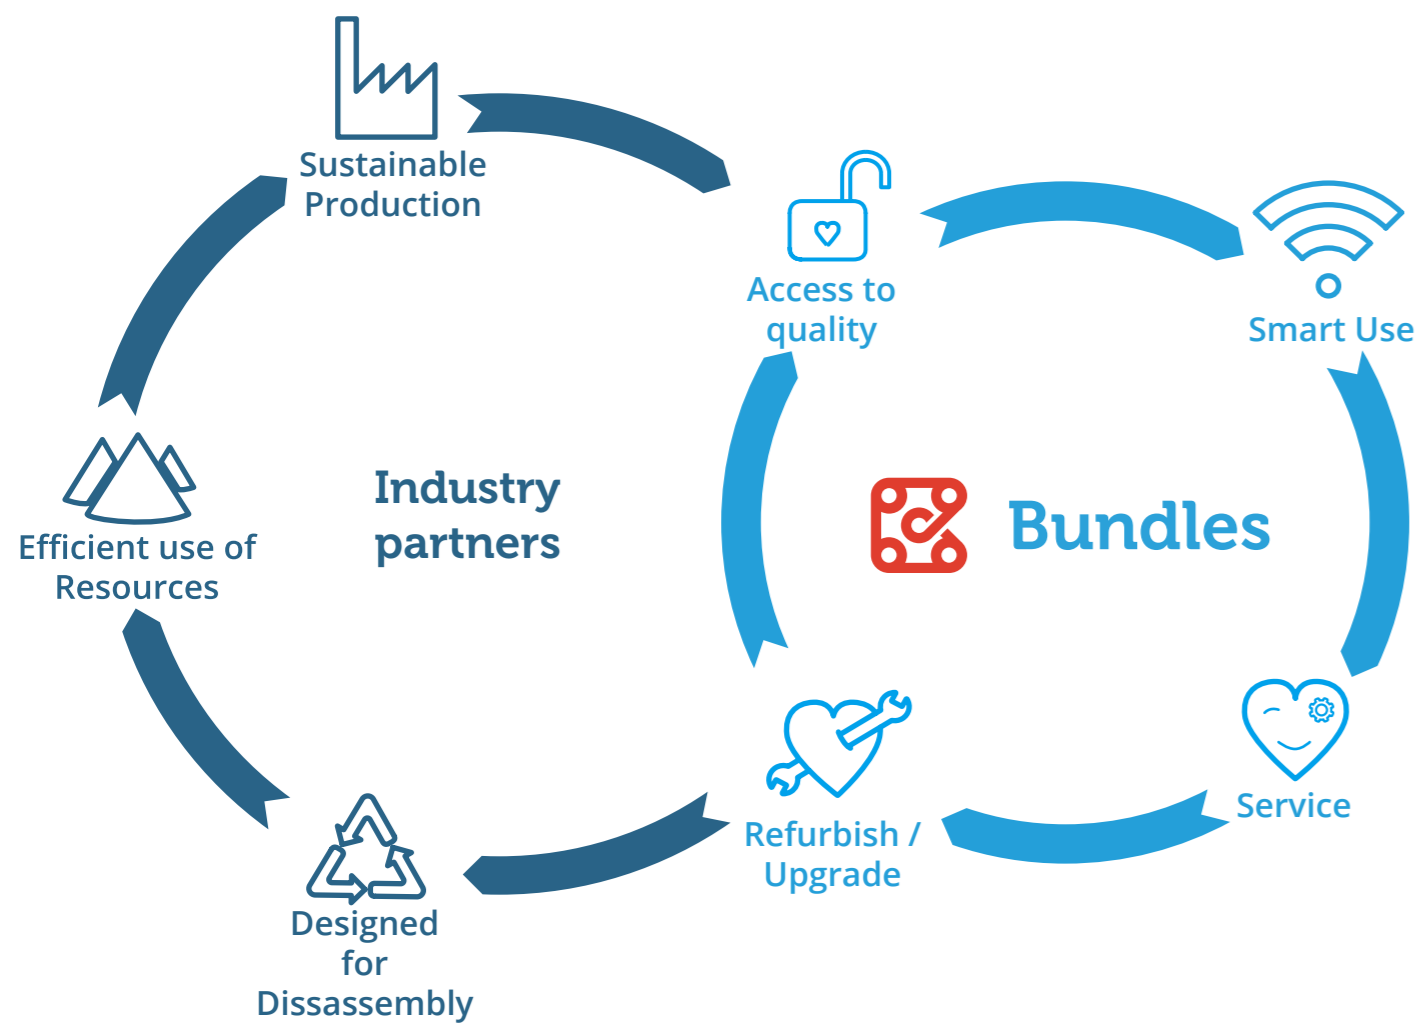 Sustainable
Production
Access to
quality
Smart Use
Efficient use of
Resources
Industry
partners
Bundles
Service
Refurbish /
Upgrade
Designed
for
Dissassembly